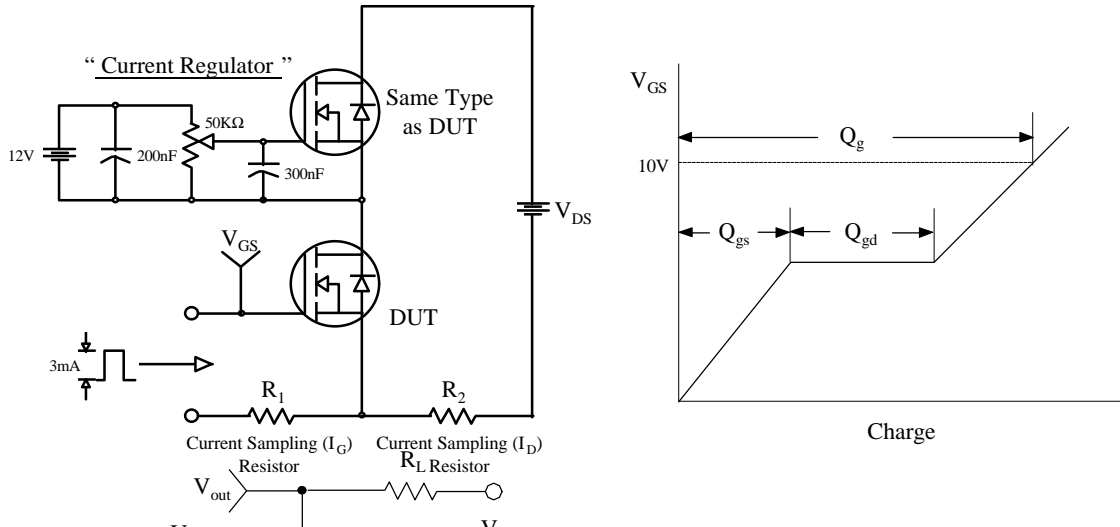 “ Current Regulator ”
12V
200nF
50KΩ
300nF
Same Type
as DUT
V_DS
V_GS
DUT
3mA
R_1
R_2
Current Sampling (I_G)
Resistor
Current Sampling (I_D)
Resistor
V_GS
Q_g
10V
Q_gs
Q_gd
Charge
V_out
R_L